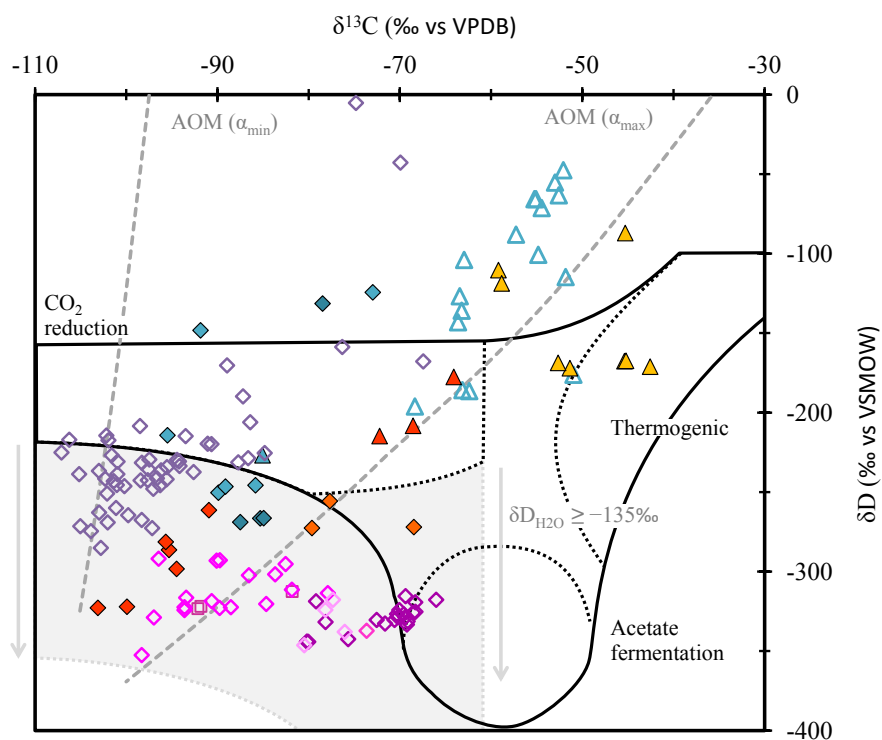 δ¹³C (‰ vs VPDB)
-110 -90 -70 -50 -30
AOM (αmin) AOM (αmax)
0
-100
-200
-300
-400
δD (‰ vs VSMOW)
CO₂
reduction
Thermogenic
δD_H2O ≥ −135‰
Acetate
fermentation